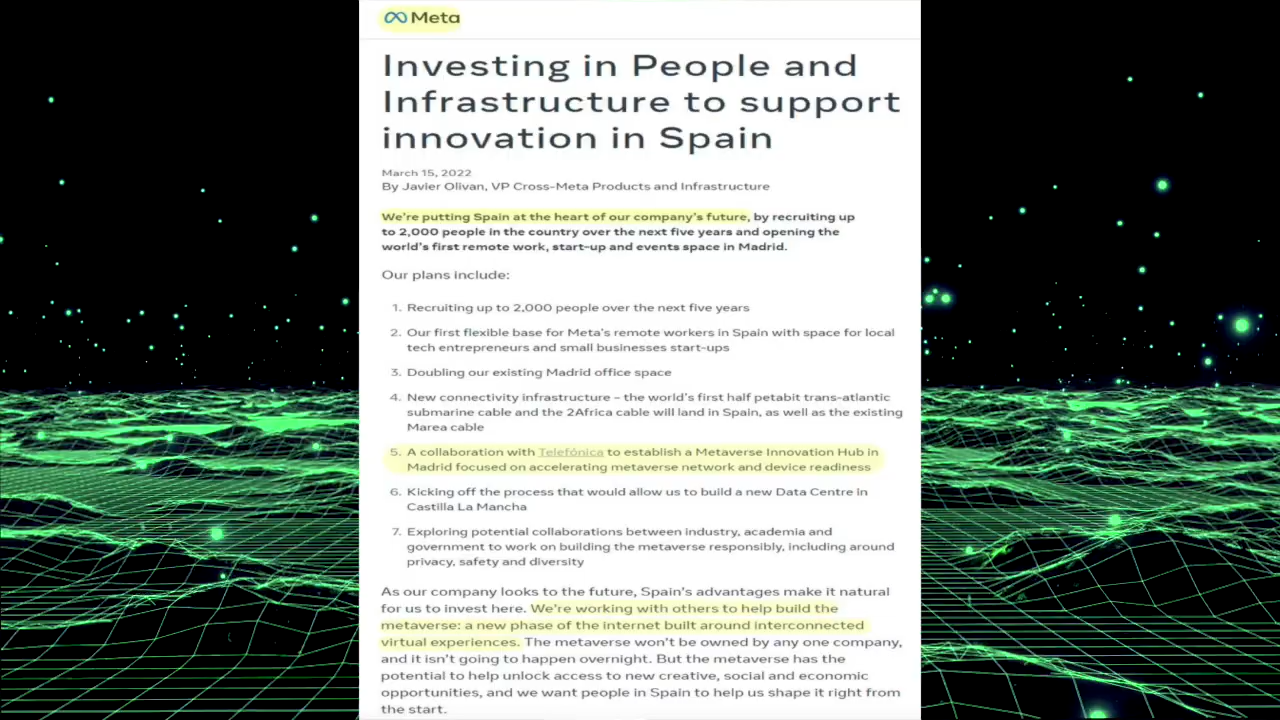 Meta
Investing in People and
Infrastructure to support
innovation in Spain
March 15, 2022
By Javier Olivan, VP Cross-Meta Products and Infrastructure
We're putting Spain at the heart of our company's future, by recruiting up
to 2,000 people in the country over the next five years and opening the
world's first remote work, start-up and events space in Madrid.
Our plans include:
1. Recruiting up to 2,000 people over the next five years
2. Our first flexible base for Meta's remote workers in Spain with space for local
tech entrepreneurs and small businesses start-ups
3. Doubling our existing Madrid office space
4. New connectivity infrastructure – the world's first half petabit trans-atlantic
submarine cable and the 2Africa cable will land in Spain, as well as the existing
Marea cable
5. A collaboration with Telefónica to establish a Metaverse Innovation Hub in
Madrid focused on accelerating metaverse network and device readiness
6. Kicking off the process that would allow us to build a new Data Centre in
Castilla La Mancha
7. Exploring potential collaborations between industry, academia and
government to work on building the metaverse responsibly, including around
privacy, safety and diversity
As our company looks to the future, Spain's advantages make it natural
for us to invest here. We're working with others to help build the
metaverse: a new phase of the internet built around interconnected
virtual experiences. The metaverse won't be owned by any one company,
and it isn't going to happen overnight. But the metaverse has the
potential to help unlock access to new creative, social and economic
opportunities, and we want people in Spain to help us shape it right from
the start.